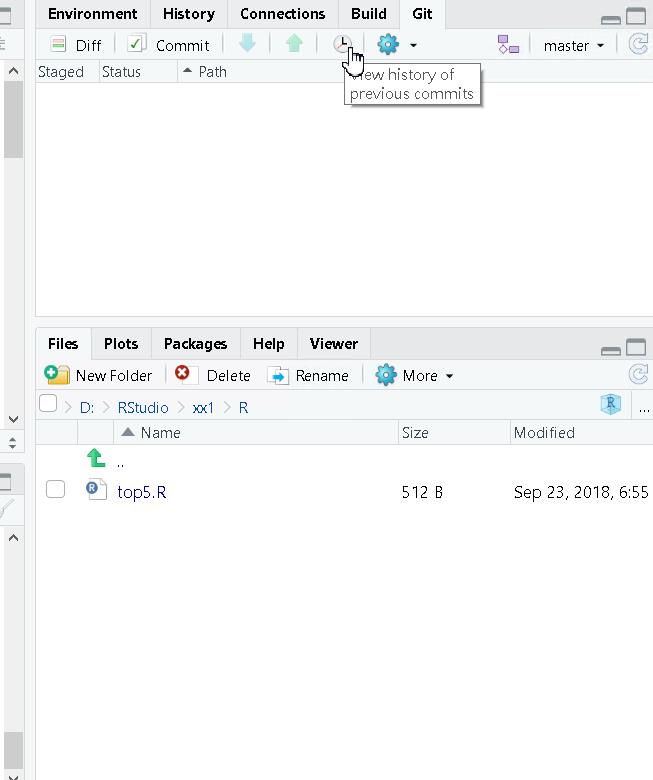 Environment History Connections Build Git
Diff Commit master
Staged Status Path
View history of
previous commits
Files Plots Packages Help Viewer
New Folder Delete Rename More
D: RStudio xx1 R R ...
Name Size Modified
..
R top5.R 512 B Sep 23, 2018, 6:55